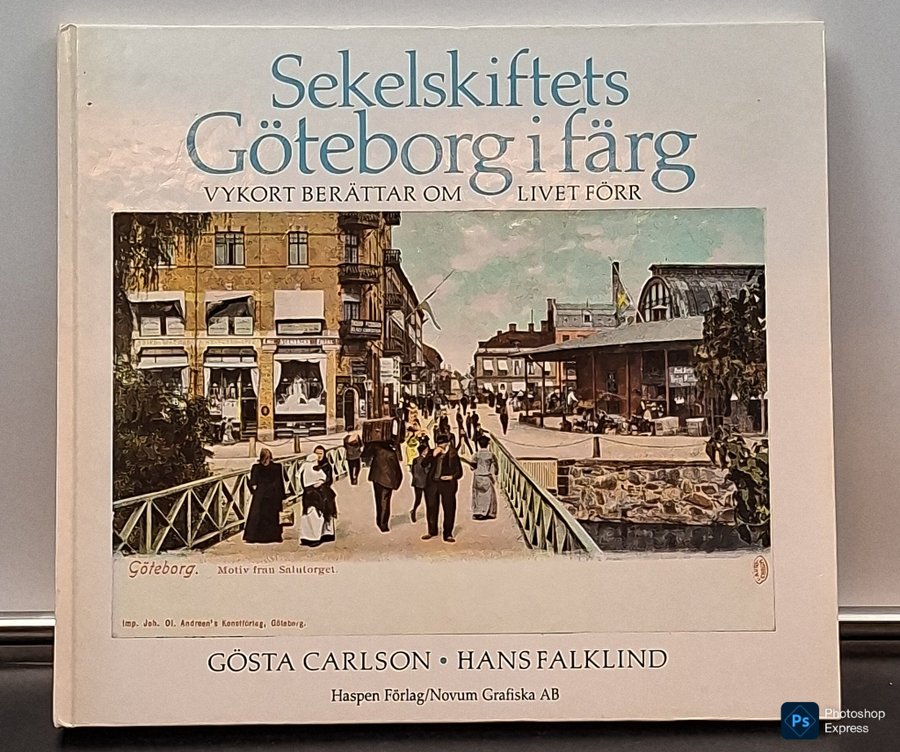 Sekelskiftets
Göteborg i färg
VYKORT BERÄTTAR OM LIVET FÖRR
Göteborg. Motiv från Salutorget.
Imp. Joh. Ol. Andreen's Konstförlag, Göteborg.
GÖSTA CARLSON • HANS FALKLIND
Haspen Förlag/Novum Grafiska AB
Ps Photoshop
Express